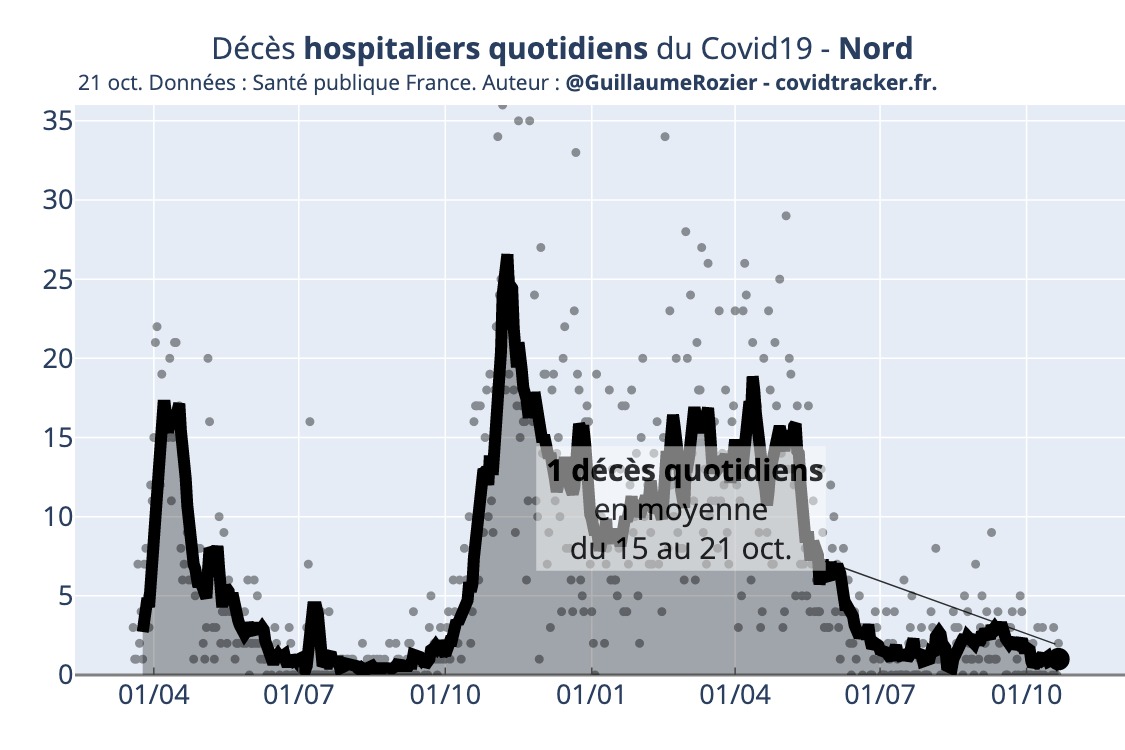 Décès hospitaliers quotidiens du Covid19 - Nord
21 oct. Données : Santé publique France. Auteur : @GuillaumeRozier - covidtracker.fr.
35
30
25
20
15
10
5
0
1 décès quotidiens
en moyenne
du 15 au 21 oct.
01/04 01/07 01/10 01/01 01/04 01/07 01/10